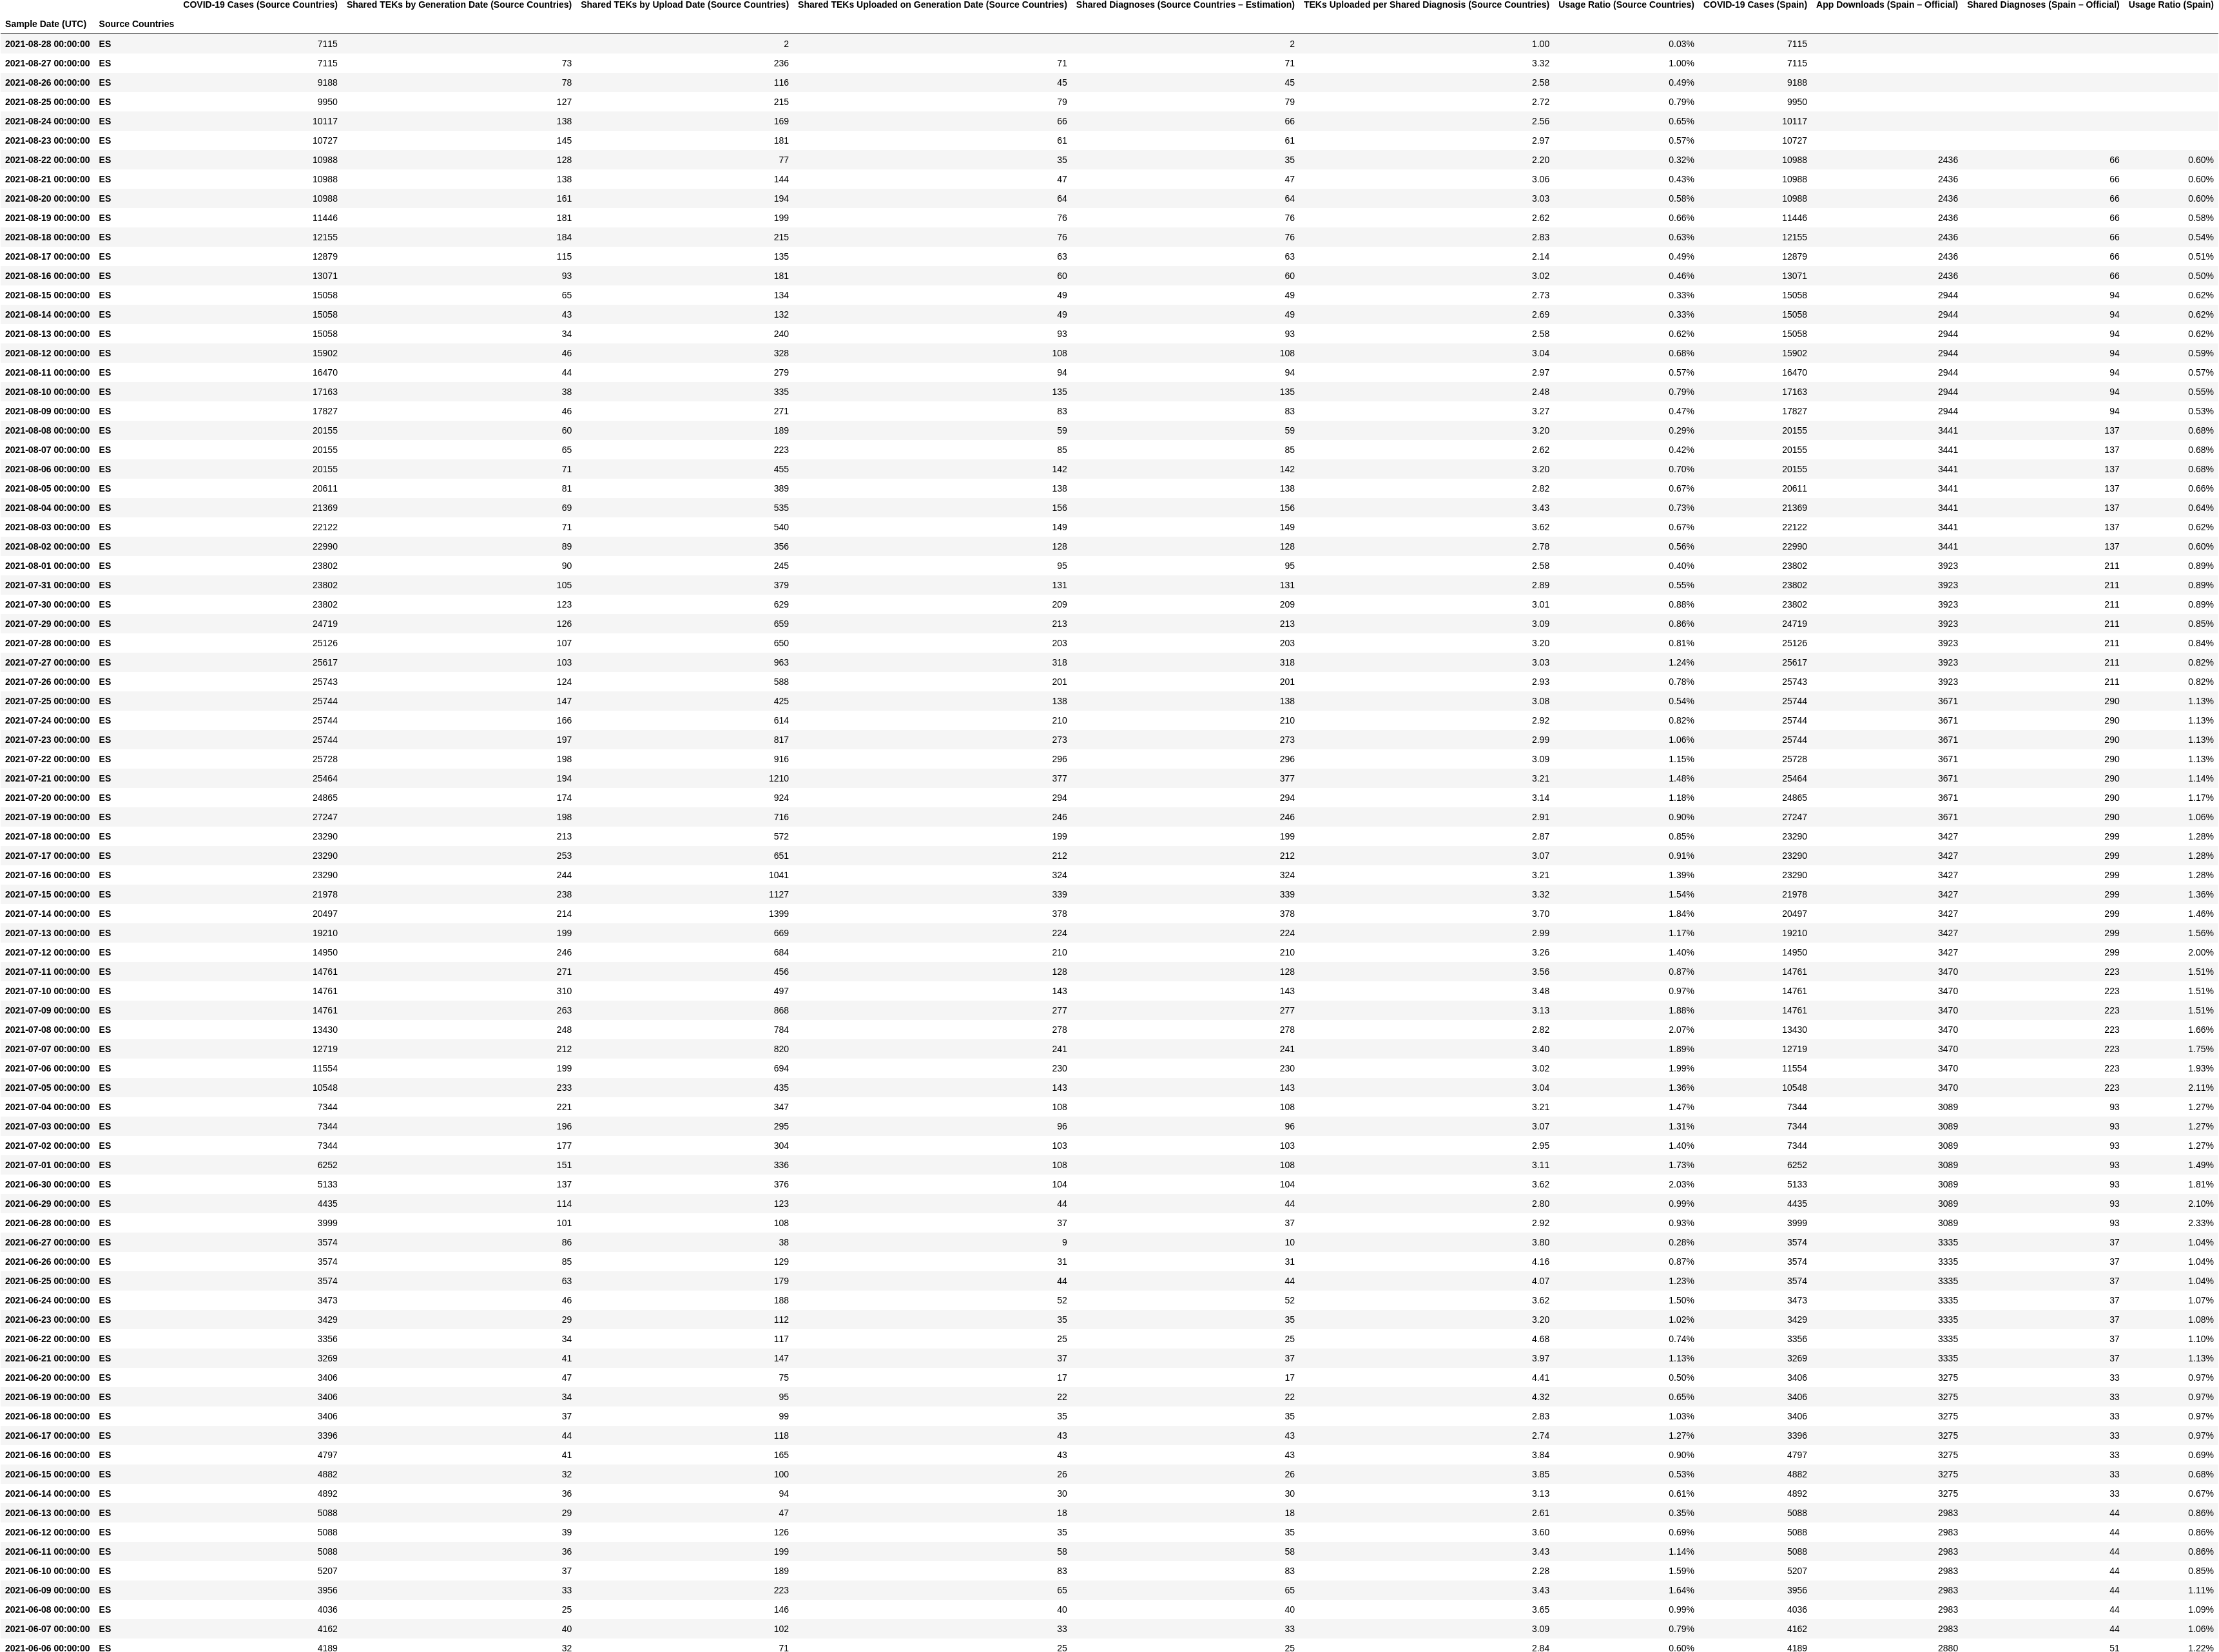 COVID-19 Cases (Source Countries) Shared TEKs by Generation Date (Source Countries) Shared TEKs by Upload Date (Source Countries) Shared TEKs Uploaded on Generation Date (Source Countries) Shared Diagnoses (Source Countries – Estimation) TEKs Uploaded per Shared Diagnosis (Source Countries) Usage Ratio (Source Countries) COVID-19 Cases (Spain) App Downloads (Spain – Official) Shared Diagnoses (Spain – Official) Usage Ratio (Spain)
Sample Date (UTC) Source Countries
2021-08-28 00:00:00 ES 7115 2 2 1.00 0.03% 7115
2021-08-27 00:00:00 ES 7115 73 236 71 71 3.32 1.00% 7115
2021-08-26 00:00:00 ES 9188 78 116 45 45 2.58 0.49% 9188
2021-08-25 00:00:00 ES 9950 127 215 79 79 2.72 0.79% 9950
2021-08-24 00:00:00 ES 10117 138 169 66 66 2.56 0.65% 10117
2021-08-23 00:00:00 ES 10727 145 181 61 61 2.97 0.57% 10727
2021-08-22 00:00:00 ES 10988 128 77 35 35 2.20 0.32% 10988 2436 66 0.60%
2021-08-21 00:00:00 ES 10988 138 144 47 47 3.06 0.43% 10988 2436 66 0.60%
2021-08-20 00:00:00 ES 10988 161 194 64 64 3.03 0.58% 10988 2436 66 0.60%
2021-08-19 00:00:00 ES 11446 181 199 76 76 2.62 0.66% 11446 2436 66 0.58%
2021-08-18 00:00:00 ES 12155 184 215 76 76 2.83 0.63% 12155 2436 66 0.54%
2021-08-17 00:00:00 ES 12879 115 135 63 63 2.14 0.49% 12879 2436 66 0.51%
2021-08-16 00:00:00 ES 13071 93 181 60 60 3.02 0.46% 13071 2436 66 0.50%
2021-08-15 00:00:00 ES 15058 65 134 49 49 2.73 0.33% 15058 2944 94 0.62%
2021-08-14 00:00:00 ES 15058 43 132 49 49 2.69 0.33% 15058 2944 94 0.62%
2021-08-13 00:00:00 ES 15058 34 240 93 93 2.58 0.62% 15058 2944 94 0.62%
2021-08-12 00:00:00 ES 15902 46 328 108 108 3.04 0.68% 15902 2944 94 0.59%
2021-08-11 00:00:00 ES 16470 44 279 94 94 2.97 0.57% 16470 2944 94 0.57%
2021-08-10 00:00:00 ES 17163 38 335 135 135 2.48 0.79% 17163 2944 94 0.55%
2021-08-09 00:00:00 ES 17827 46 271 83 83 3.27 0.47% 17827 2944 94 0.53%
2021-08-08 00:00:00 ES 20155 60 189 59 59 3.20 0.29% 20155 3441 137 0.68%
2021-08-07 00:00:00 ES 20155 65 223 85 85 2.62 0.42% 20155 3441 137 0.68%
2021-08-06 00:00:00 ES 20155 71 455 142 142 3.20 0.70% 20155 3441 137 0.68%
2021-08-05 00:00:00 ES 20611 81 389 138 138 2.82 0.67% 20611 3441 137 0.66%
2021-08-04 00:00:00 ES 21369 69 535 156 156 3.43 0.73% 21369 3441 137 0.64%
2021-08-03 00:00:00 ES 22122 71 540 149 149 3.62 0.67% 22122 3441 137 0.62%
2021-08-02 00:00:00 ES 22990 89 356 128 128 2.78 0.56% 22990 3441 137 0.60%
2021-08-01 00:00:00 ES 23802 90 245 95 95 2.58 0.40% 23802 3923 211 0.89%
2021-07-31 00:00:00 ES 23802 105 379 131 131 2.89 0.55% 23802 3923 211 0.89%
2021-07-30 00:00:00 ES 23802 123 629 209 209 3.01 0.88% 23802 3923 211 0.89%
2021-07-29 00:00:00 ES 24719 126 659 213 213 3.09 0.86% 24719 3923 211 0.85%
2021-07-28 00:00:00 ES 25126 107 650 203 203 3.20 0.81% 25126 3923 211 0.84%
2021-07-27 00:00:00 ES 25617 103 963 318 318 3.03 1.24% 25617 3923 211 0.82%
2021-07-26 00:00:00 ES 25743 124 588 201 201 2.93 0.78% 25743 3923 211 0.82%
2021-07-25 00:00:00 ES 25744 147 425 138 138 3.08 0.54% 25744 3671 290 1.13%
2021-07-24 00:00:00 ES 25744 166 614 210 210 2.92 0.82% 25744 3671 290 1.13%
2021-07-23 00:00:00 ES 25744 197 817 273 273 2.99 1.06% 25744 3671 290 1.13%
2021-07-22 00:00:00 ES 25728 198 916 296 296 3.09 1.15% 25728 3671 290 1.13%
2021-07-21 00:00:00 ES 25464 194 1210 377 377 3.21 1.48% 25464 3671 290 1.14%
2021-07-20 00:00:00 ES 24865 174 924 294 294 3.14 1.18% 24865 3671 290 1.17%
2021-07-19 00:00:00 ES 27247 198 716 246 246 2.91 0.90% 27247 3671 290 1.06%
2021-07-18 00:00:00 ES 23290 213 572 199 199 2.87 0.85% 23290 3427 299 1.28%
2021-07-17 00:00:00 ES 23290 253 651 212 212 3.07 0.91% 23290 3427 299 1.28%
2021-07-16 00:00:00 ES 23290 244 1041 324 324 3.21 1.39% 23290 3427 299 1.28%
2021-07-15 00:00:00 ES 21978 238 1127 339 339 3.32 1.54% 21978 3427 299 1.36%
2021-07-14 00:00:00 ES 20497 214 1399 378 378 3.70 1.84% 20497 3427 299 1.46%
2021-07-13 00:00:00 ES 19210 199 669 224 224 2.99 1.17% 19210 3427 299 1.56%
2021-07-12 00:00:00 ES 14950 246 684 210 210 3.26 1.40% 14950 3427 299 2.00%
2021-07-11 00:00:00 ES 14761 271 456 128 128 3.56 0.87% 14761 3470 223 1.51%
2021-07-10 00:00:00 ES 14761 310 497 143 143 3.48 0.97% 14761 3470 223 1.51%
2021-07-09 00:00:00 ES 14761 263 868 277 277 3.13 1.88% 14761 3470 223 1.51%
2021-07-08 00:00:00 ES 13430 248 784 278 278 2.82 2.07% 13430 3470 223 1.66%
2021-07-07 00:00:00 ES 12719 212 820 241 241 3.40 1.89% 12719 3470 223 1.75%
2021-07-06 00:00:00 ES 11554 199 694 230 230 3.02 1.99% 11554 3470 223 1.93%
2021-07-05 00:00:00 ES 10548 233 435 143 143 3.04 1.36% 10548 3470 223 2.11%
2021-07-04 00:00:00 ES 7344 221 347 108 108 3.21 1.47% 7344 3089 93 1.27%
2021-07-03 00:00:00 ES 7344 196 295 96 96 3.07 1.31% 7344 3089 93 1.27%
2021-07-02 00:00:00 ES 7344 177 304 103 103 2.95 1.40% 7344 3089 93 1.27%
2021-07-01 00:00:00 ES 6252 151 336 108 108 3.11 1.73% 6252 3089 93 1.49%
2021-06-30 00:00:00 ES 5133 137 376 104 104 3.62 2.03% 5133 3089 93 1.81%
2021-06-29 00:00:00 ES 4435 114 123 44 44 2.80 0.99% 4435 3089 93 2.10%
2021-06-28 00:00:00 ES 3999 101 108 37 37 2.92 0.93% 3999 3089 93 2.33%
2021-06-27 00:00:00 ES 3574 86 38 9 10 3.80 0.28% 3574 3335 37 1.04%
2021-06-26 00:00:00 ES 3574 85 129 31 31 4.16 0.87% 3574 3335 37 1.04%
2021-06-25 00:00:00 ES 3574 63 179 44 44 4.07 1.23% 3574 3335 37 1.04%
2021-06-24 00:00:00 ES 3473 46 188 52 52 3.62 1.50% 3473 3335 37 1.07%
2021-06-23 00:00:00 ES 3429 29 112 35 35 3.20 1.02% 3429 3335 37 1.08%
2021-06-22 00:00:00 ES 3356 34 117 25 25 4.68 0.74% 3356 3335 37 1.10%
2021-06-21 00:00:00 ES 3269 41 147 37 37 3.97 1.13% 3269 3335 37 1.13%
2021-06-20 00:00:00 ES 3406 47 75 17 17 4.41 0.50% 3406 3275 33 0.97%
2021-06-19 00:00:00 ES 3406 34 95 22 22 4.32 0.65% 3406 3275 33 0.97%
2021-06-18 00:00:00 ES 3406 37 99 35 35 2.83 1.03% 3406 3275 33 0.97%
2021-06-17 00:00:00 ES 3396 44 118 43 43 2.74 1.27% 3396 3275 33 0.97%
2021-06-16 00:00:00 ES 4797 41 165 43 43 3.84 0.90% 4797 3275 33 0.69%
2021-06-15 00:00:00 ES 4882 32 100 26 26 3.85 0.53% 4882 3275 33 0.68%
2021-06-14 00:00:00 ES 4892 36 94 30 30 3.13 0.61% 4892 3275 33 0.67%
2021-06-13 00:00:00 ES 5088 29 47 18 18 2.61 0.35% 5088 2983 44 0.86%
2021-06-12 00:00:00 ES 5088 39 126 35 35 3.60 0.69% 5088 2983 44 0.86%
2021-06-11 00:00:00 ES 5088 36 199 58 58 3.43 1.14% 5088 2983 44 0.86%
2021-06-10 00:00:00 ES 5207 37 189 83 83 2.28 1.59% 5207 2983 44 0.85%
2021-06-09 00:00:00 ES 3956 33 223 65 65 3.43 1.64% 3956 2983 44 1.11%
2021-06-08 00:00:00 ES 4036 25 146 40 40 3.65 0.99% 4036 2983 44 1.09%
2021-06-07 00:00:00 ES 4162 40 102 33 33 3.09 0.79% 4162 2983 44 1.06%
2021-06-06 00:00:00 ES 4189 32 71 25 25 2.84 0.60% 4189 2880 51 1.22%